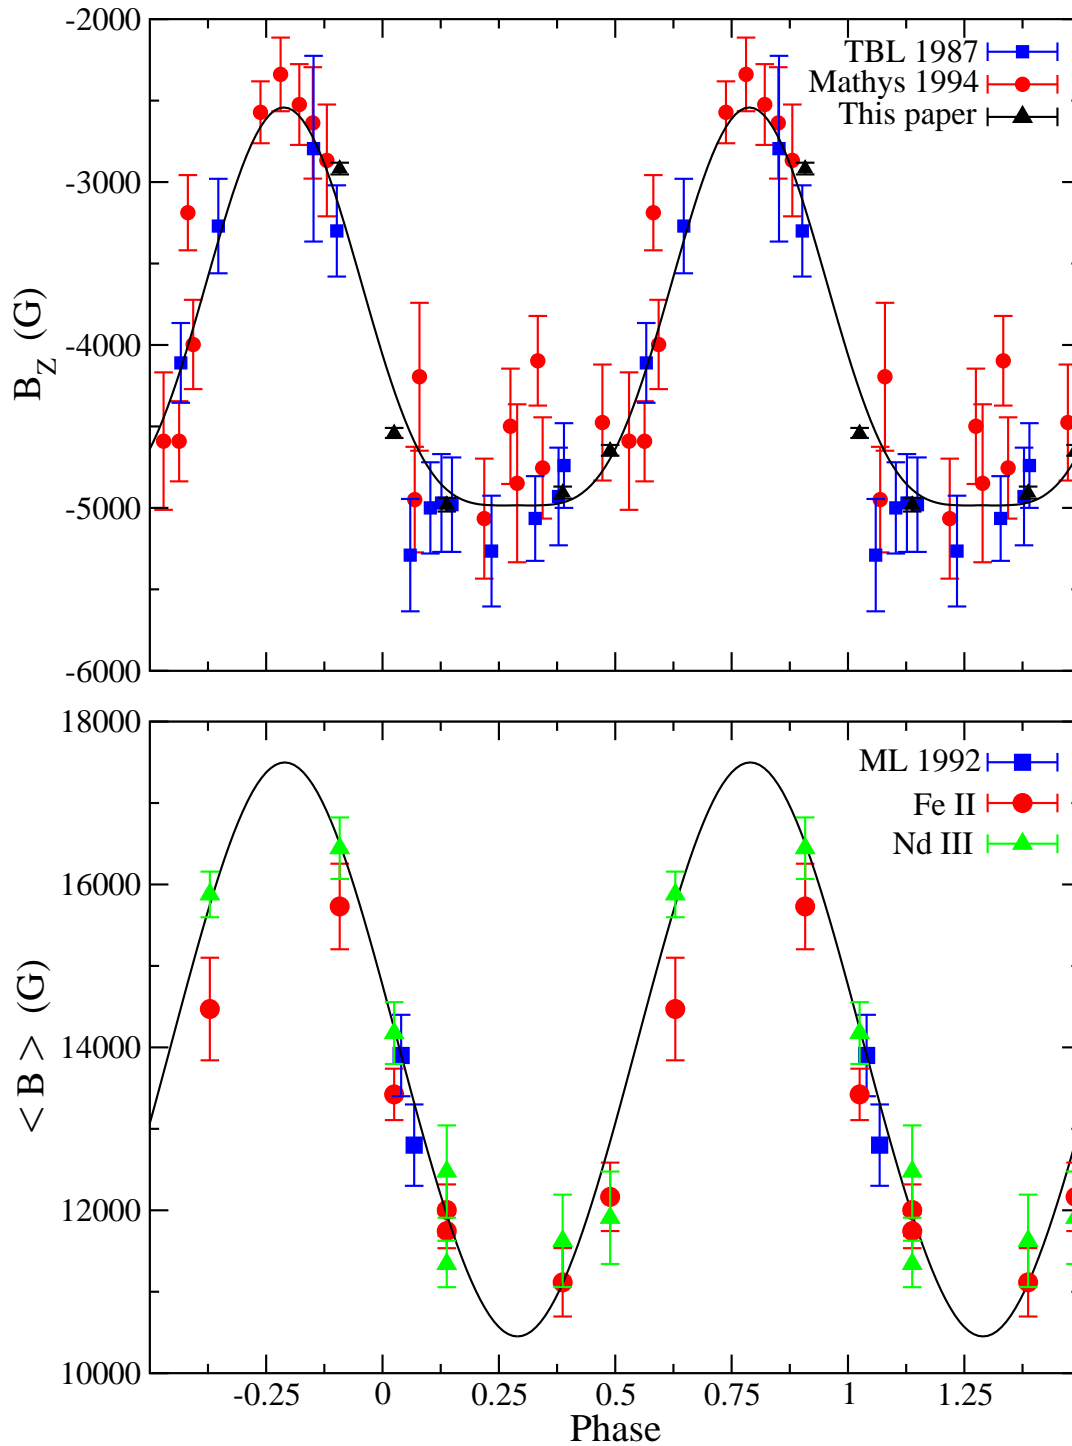 -2000
TBL 1987
Mathys 1994
This paper
-3000
B_Z (G)
-4000
-5000
-6000
18000
ML 1992
Fe II
Nd III
16000
< B > (G)
14000
12000
10000
-0.25 0 0.25 0.5 0.75 1 1.25
Phase